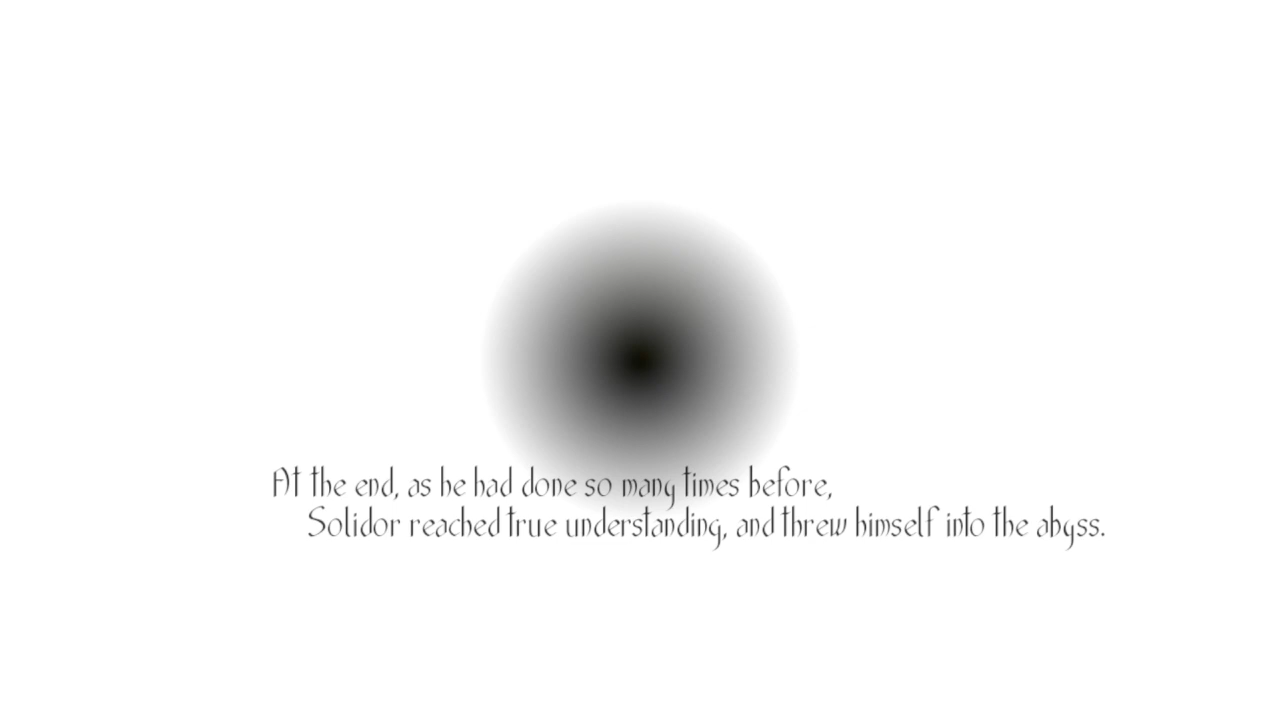 At the end, as he had done so many times before,
Solidor reached true understanding, and threw himself into the abyss.